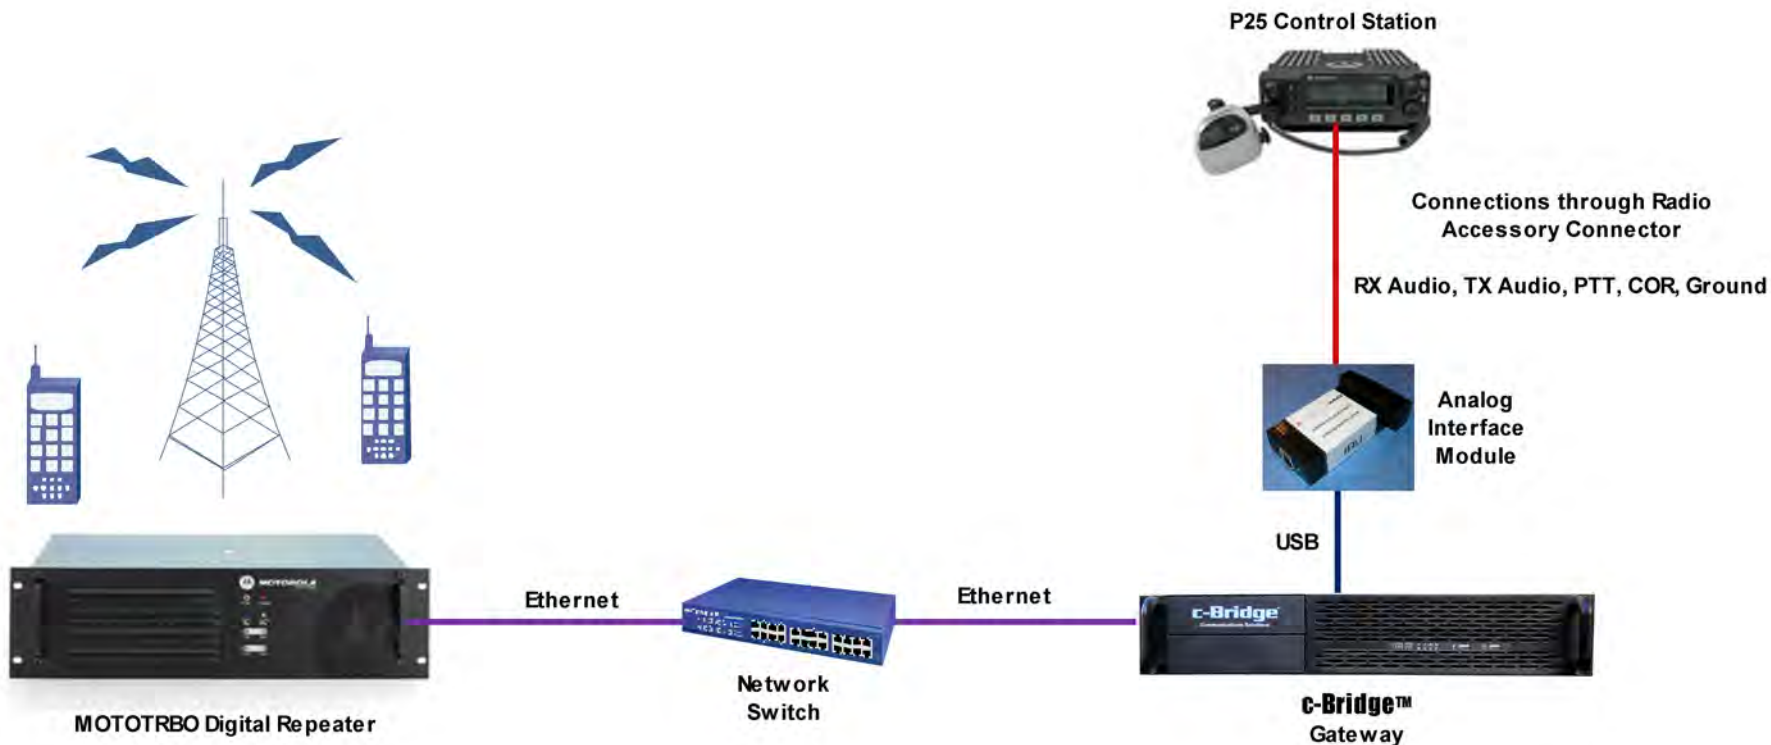 P25 Control Station
Connections through Radio
Accessory Connector
RX Audio, TX Audio, PTT, COR, Ground
Analog
Interface
Module
USB
MOTOROLA
Ethernet
Ethernet
c-Bridge
Network
Switch
MOTOTRBO Digital Repeater
c-Bridge™
Gateway